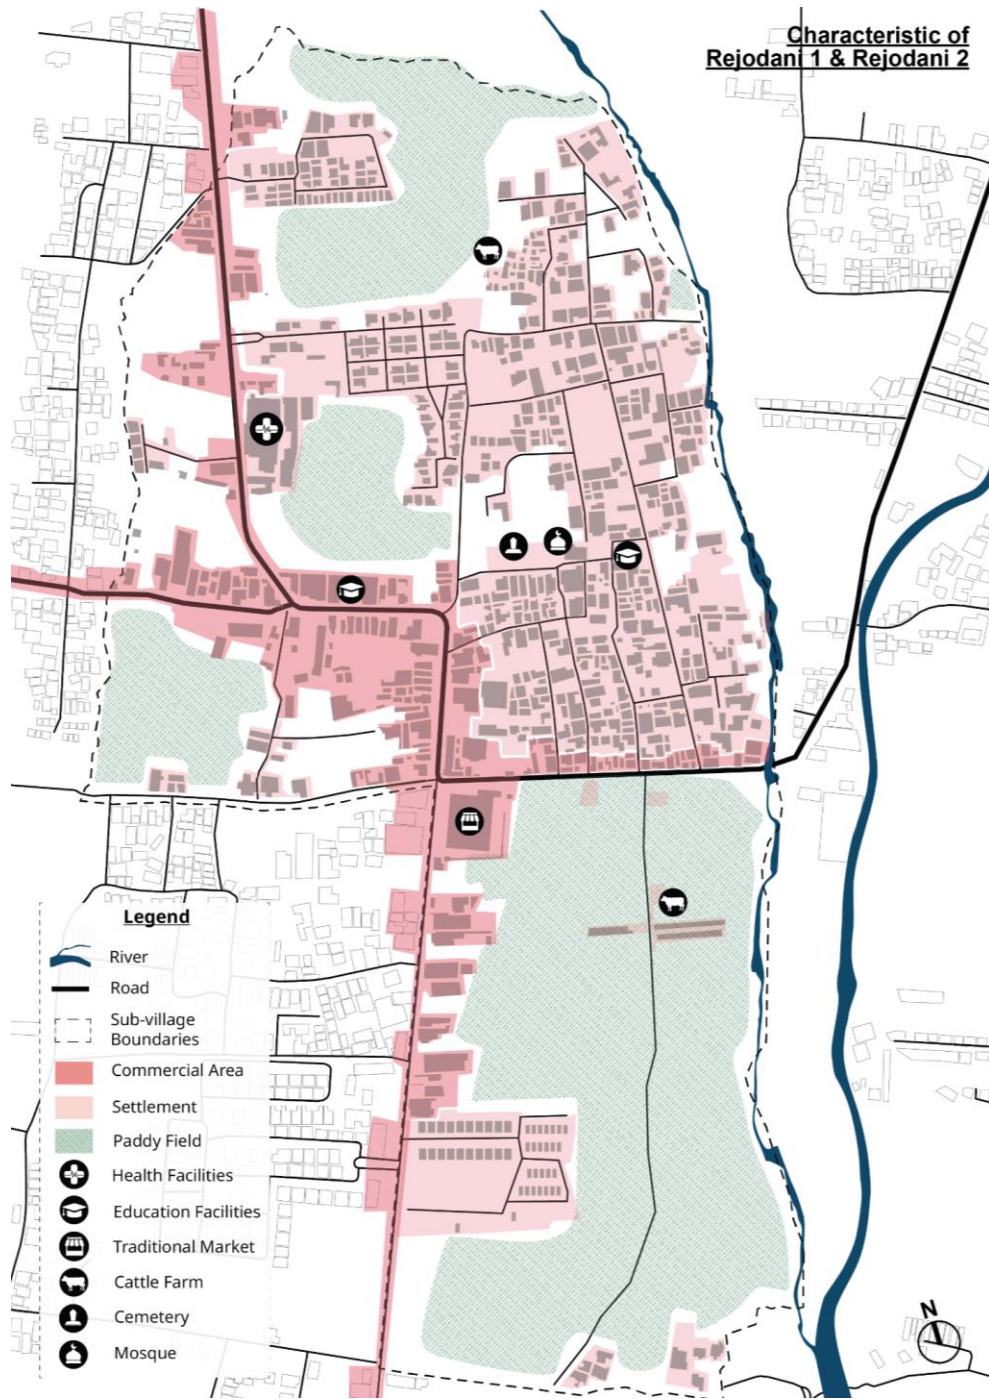 Characteristic of
Rejodani 1 & Rejodani 2
Legend
River
Road
Sub-village
Boundaries
Commercial Area
Settlement
Paddy Field
Health Facilities
Education Facilities
Traditional Market
Cattle Farm
Cemetery
Mosque
N